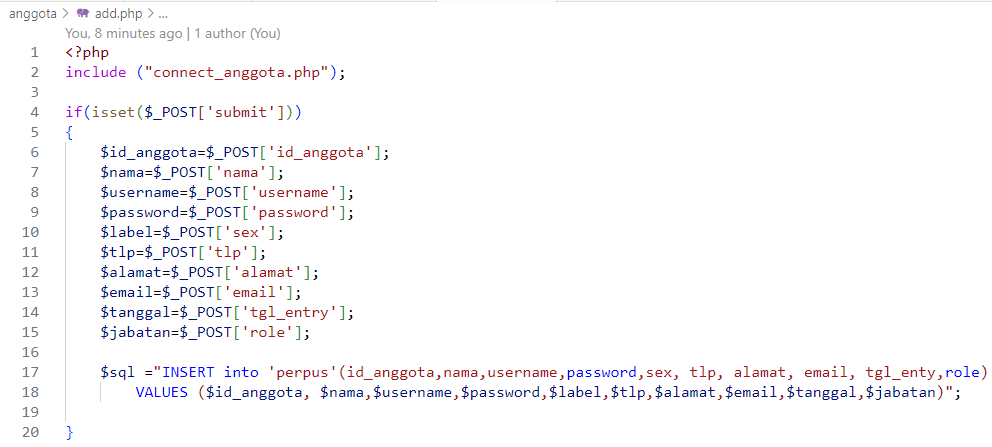 anggota > add.php > ...
You, 8 minutes ago | 1 author (You)
1 <?php
2 include ("connect_anggota.php");
3
4 if(isset($_POST['submit']))
5 {
6 $id_anggota=$_POST['id_anggota'];
7 $nama=$_POST['nama'];
8 $username=$_POST['username'];
9 $password=$_POST['password'];
10 $label=$_POST['sex'];
11 $tlp=$_POST['tlp'];
12 $alamat=$_POST['alamat'];
13 $email=$_POST['email'];
14 $tanggal=$_POST['tgl_entry'];
15 $jabatan=$_POST['role'];
16
17 $sql ="INSERT into 'perpus'(id_anggota,nama,username,password,sex, tlp, alamat, email, tgl_enty,role)
18 VALUES ($id_anggota, $nama,$username,$password,$label,$tlp,$alamat,$email,$tanggal,$jabatan)";
19
20 }